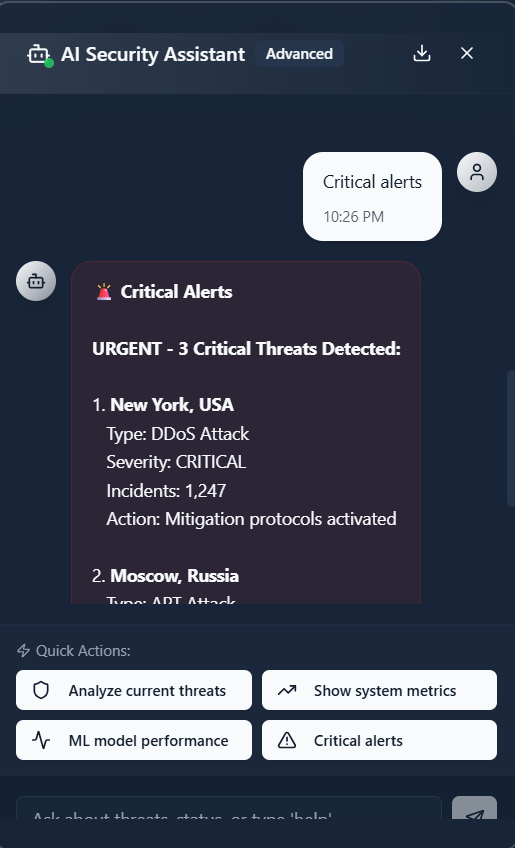 AI Security Assistant Advanced
Critical alerts
10:26 PM
🚨 Critical Alerts
URGENT - 3 Critical Threats Detected:
1. New York, USA
Type: DDoS Attack
Severity: CRITICAL
Incidents: 1,247
Action: Mitigation protocols activated
2. Moscow, Russia
Type: APT Attack
Quick Actions:
Analyze current threats
Show system metrics
ML model performance
Critical alerts
Ask about threats, status, or type 'help'